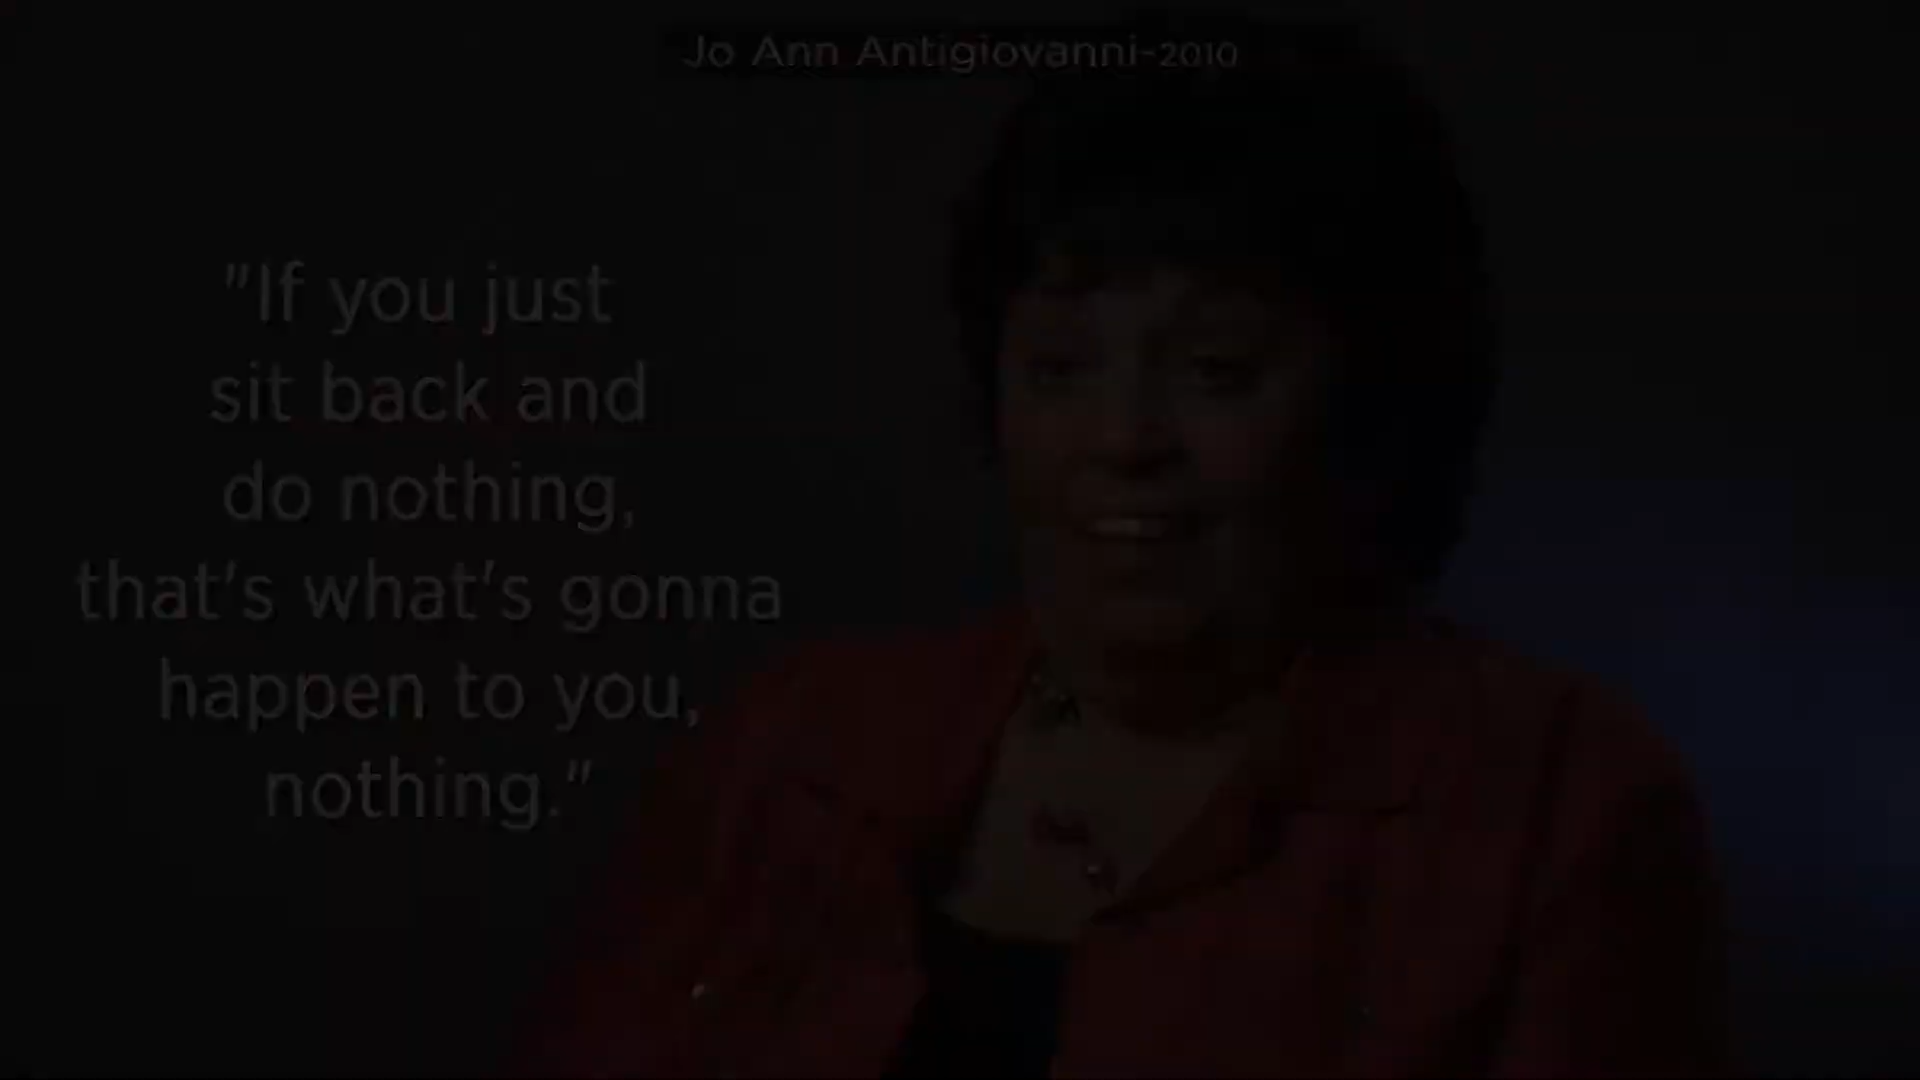 Jo Ann Antigiovanni-2010
"If you just
sit back and
do nothing,
that's what's gonna
happen to you,
nothing."